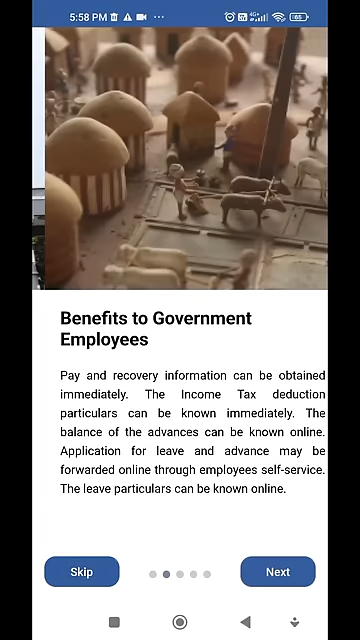 5:58 PM
4G+
65
Benefits to Government
Employees
Pay and recovery information can be obtained
immediately. The Income Tax deduction
particulars can be known immediately. The
balance of the advances can be known online.
Application for leave and advance may be
forwarded online through employees self-service.
The leave particulars can be known online.
Skip
Next